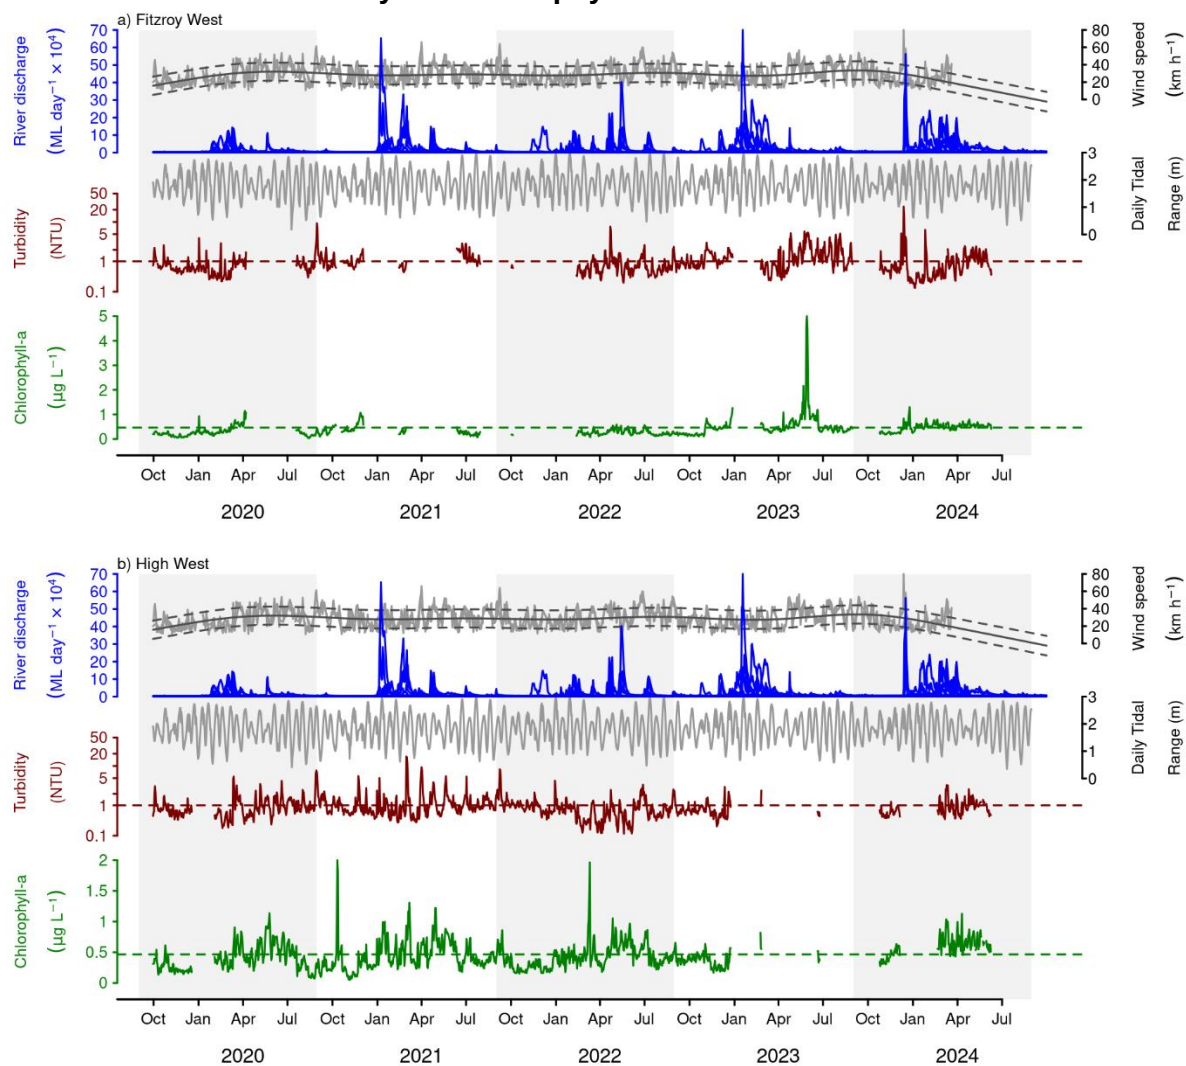 a) Fitzroy West
River discharge
(ML day⁻¹ × 10⁴)
70
60
50
40
30
20
10
0
80
60
40
20
0
Wind speed
(km h⁻¹)
3
2
1
0
Daily Tidal
Range (m)
Turbidity
(NTU)
50
20
5
1
0.1
Chlorophyll-a
(µg L⁻¹)
5
4
3
2
1
0
Oct Jan Apr Jul Oct Jan Apr Jul Oct Jan Apr Jul Oct Jan Apr Jul Oct Jan Apr Jul
2020 2021 2022 2023 2024
b) High West
River discharge
(ML day⁻¹ × 10⁴)
70
60
50
40
30
20
10
0
80
60
40
20
0
Wind speed
(km h⁻¹)
3
2
1
0
Daily Tidal
Range (m)
Turbidity
(NTU)
50
20
5
1
0.1
Chlorophyll-a
(µg L⁻¹)
2
1.5
1
0.5
0
Oct Jan Apr Jul Oct Jan Apr Jul Oct Jan Apr Jul Oct Jan Apr Jul Oct Jan Apr Jul
2020 2021 2022 2023 2024